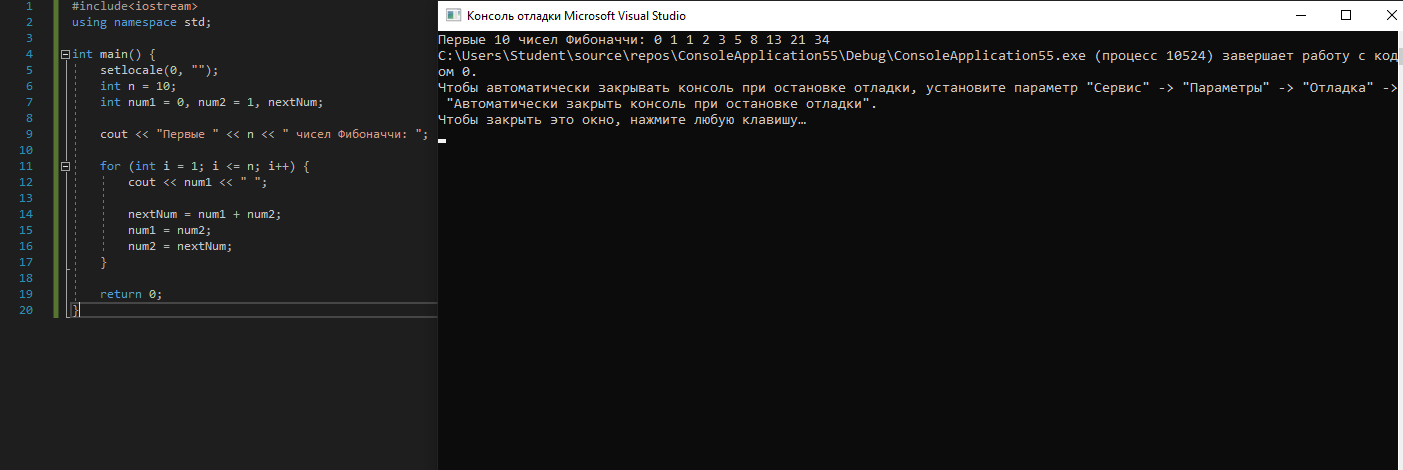 1 #include<iostream>
2 using namespace std;
3
4 int main() {
5 setlocale(0, "");
6 int n = 10;
7 int num1 = 0, num2 = 1, nextNum;
8
9 cout << "Первые " << n << " чисел Фибоначчи: ";
10
11 for (int i = 1; i <= n; i++) {
12 cout << num1 << " ";
13
14 nextNum = num1 + num2;
15 num1 = num2;
16 num2 = nextNum;
17 }
18
19 return 0;
20 }
Консоль отладки Microsoft Visual Studio
Первые 10 чисел Фибоначчи: 0 1 1 2 3 5 8 13 21 34
C:\Users\Student\source\repos\ConsoleApplication55\Debug\ConsoleApplication55.exe (процесс 10524) завершает работу с код
ом 0.
Чтобы автоматически закрывать консоль при остановке отладки, установите параметр "Сервис" -> "Параметры" -> "Отладка" ->
"Автоматически закрыть консоль при остановке отладки".
Чтобы закрыть это окно, нажмите любую клавишу…